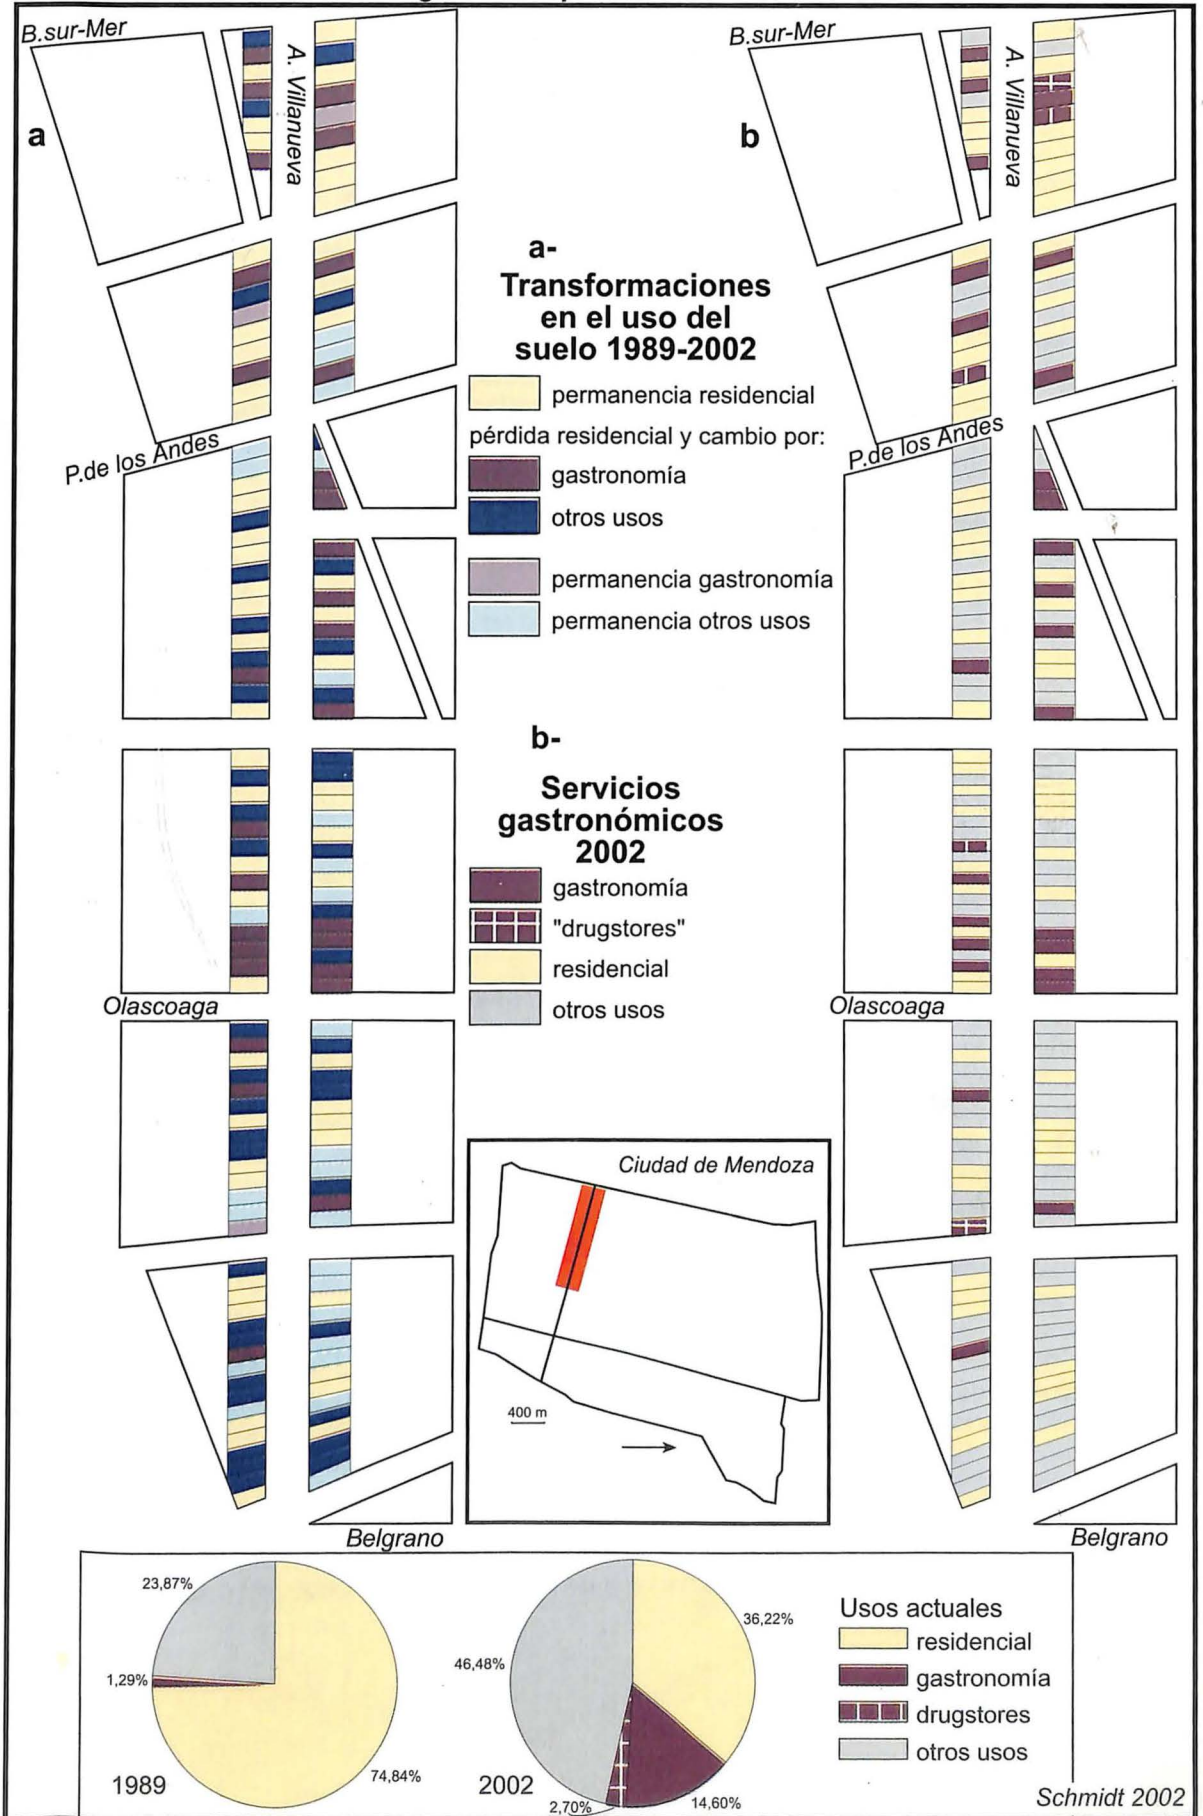 B.sur-Mer
A. Villanueva
a
P.de los Andes
Olascoaga
Belgrano
a-
Transformaciones
en el uso del
suelo 1989-2002
permanencia residencial
pérdida residencial y cambio por:
gastronomía
otros usos
permanencia gastronomía
permanencia otros usos
b-
Servicios
gastronómicos
2002
gastronomía
"drugstores"
residencial
otros usos
Ciudad de Mendoza
400 m
B.sur-Mer
A. Villanueva
b
P.de los Andes
Olascoaga
Belgrano
23,87%
1,29%
74,84%
1989
46,48%
36,22%
2,70%
14,60%
2002
Usos actuales
residencial
gastronomía
drugstores
otros usos
Schmidt 2002